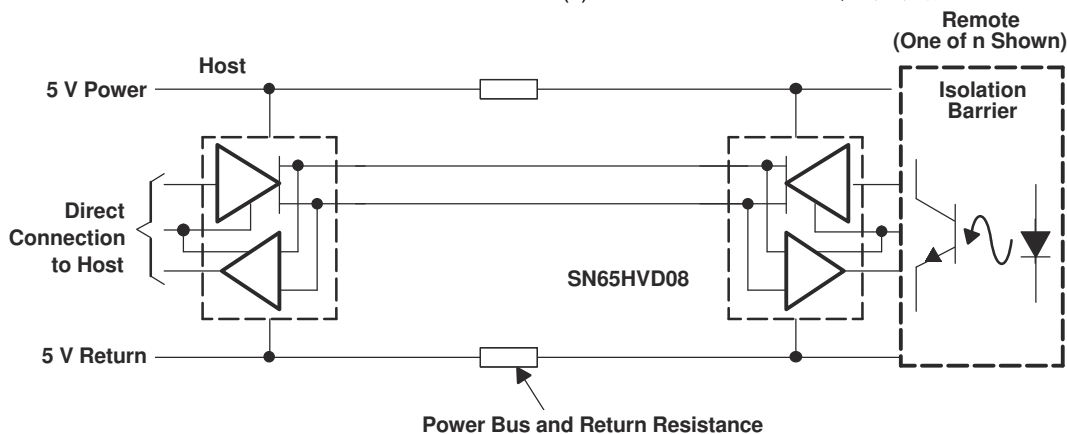 Remote
(One of n Shown)
Host
5 V Power
Isolation
Barrier
Direct
Connection
to Host
SN65HVD08
5 V Return
Power Bus and Return Resistance